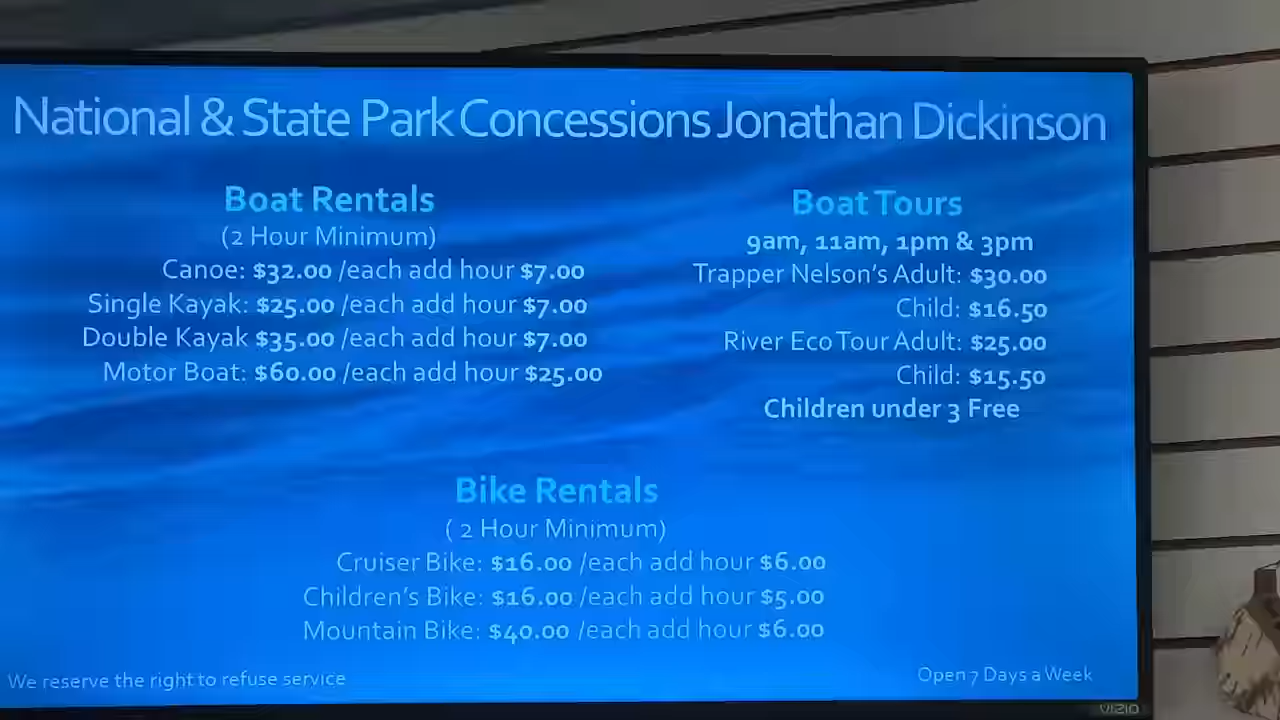 National & State Park Concessions Jonathan Dickinson
Boat Rentals
(2 Hour Minimum)
Canoe: $32.00 /each add hour $7.00
Single Kayak: $25.00 /each add hour $7.00
Double Kayak $35.00 /each add hour $7.00
Motor Boat: $60.00 /each add hour $25.00
Boat Tours
9am, 11am, 1pm & 3pm
Trapper Nelson's Adult: $30.00
Child: $16.50
River Eco Tour Adult: $25.00
Child: $15.50
Children under 3 Free
Bike Rentals
( 2 Hour Minimum)
Cruiser Bike: $16.00 /each add hour $6.00
Children's Bike: $16.00 /each add hour $5.00
Mountain Bike: $40.00 /each add hour $6.00
We reserve the right to refuse service
Open 7 Days a Week
VIZIO